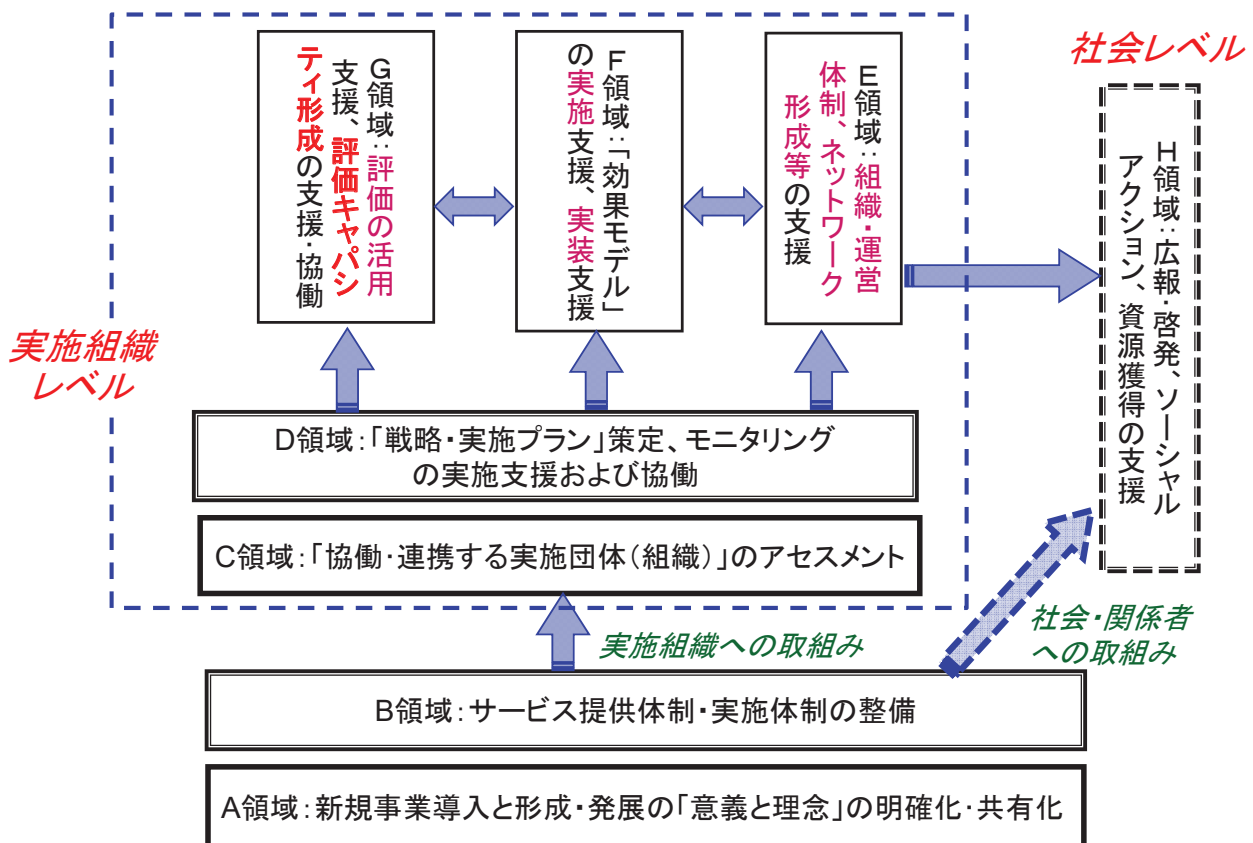 社会レベル
実施組織
レベル
G領域：評価の活用
支援、評価キャパシ
ティ形成の支援・協働
F領域：「効果モデル」
の実施支援、実装支援
E領域：組織・運営
体制、ネットワーク
形成等の支援
H領域：広報・啓発、ソーシャル
アクション、資源獲得の支援
D領域：「戦略・実施プラン」策定、モニタリング
の実施支援および協働
C領域：「協働・連携する実施団体（組織）」のアセスメント
実施組織への取組み
社会・関係者
への取組み
B領域：サービス提供体制・実施体制の整備
A領域：新規事業導入と形成・発展の「意義と理念」の明確化・共有化